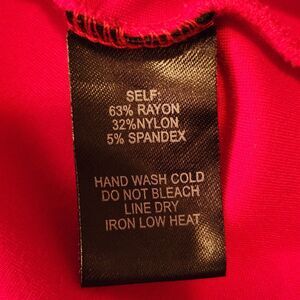 SELF:
63% RAYON
32%NYLON
5% SPANDEX
HAND WASH COLD
DO NOT BLEACH
LINE DRY
IRON LOW HEAT